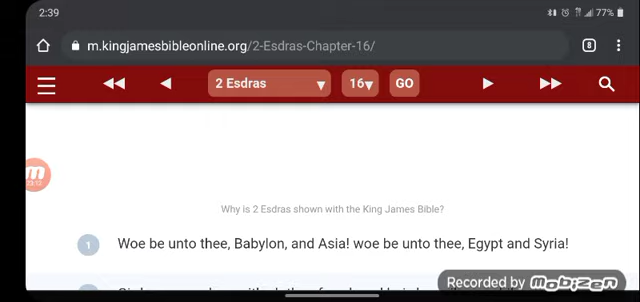 2:39 77%
m.kingjamesbibleonline.org/2-Esdras-Chapter-16/ 8
2 Esdras 16 GO
m
23:12
Why is 2 Esdras shown with the King James Bible?
1 Woe be unto thee, Babylon, and Asia! woe be unto thee, Egypt and Syria!
Recorded by Mobizen